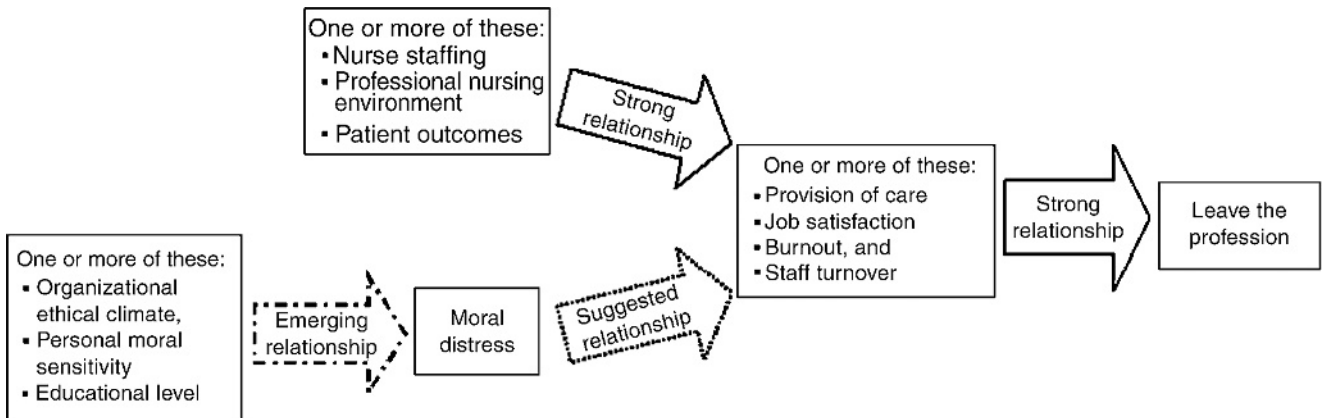 One or more of these:
▪ Nurse staffing
▪ Professional nursing
environment
▪ Patient outcomes
Strong
relationship
One or more of these:
▪ Provision of care
▪ Job satisfaction
▪ Burnout, and
▪ Staff turnover
Strong
relationship
Leave the
profession
One or more of these:
▪ Organizational
ethical climate,
▪ Personal moral
sensitivity
▪ Educational level
Emerging
relationship
Moral
distress
Suggested
relationship